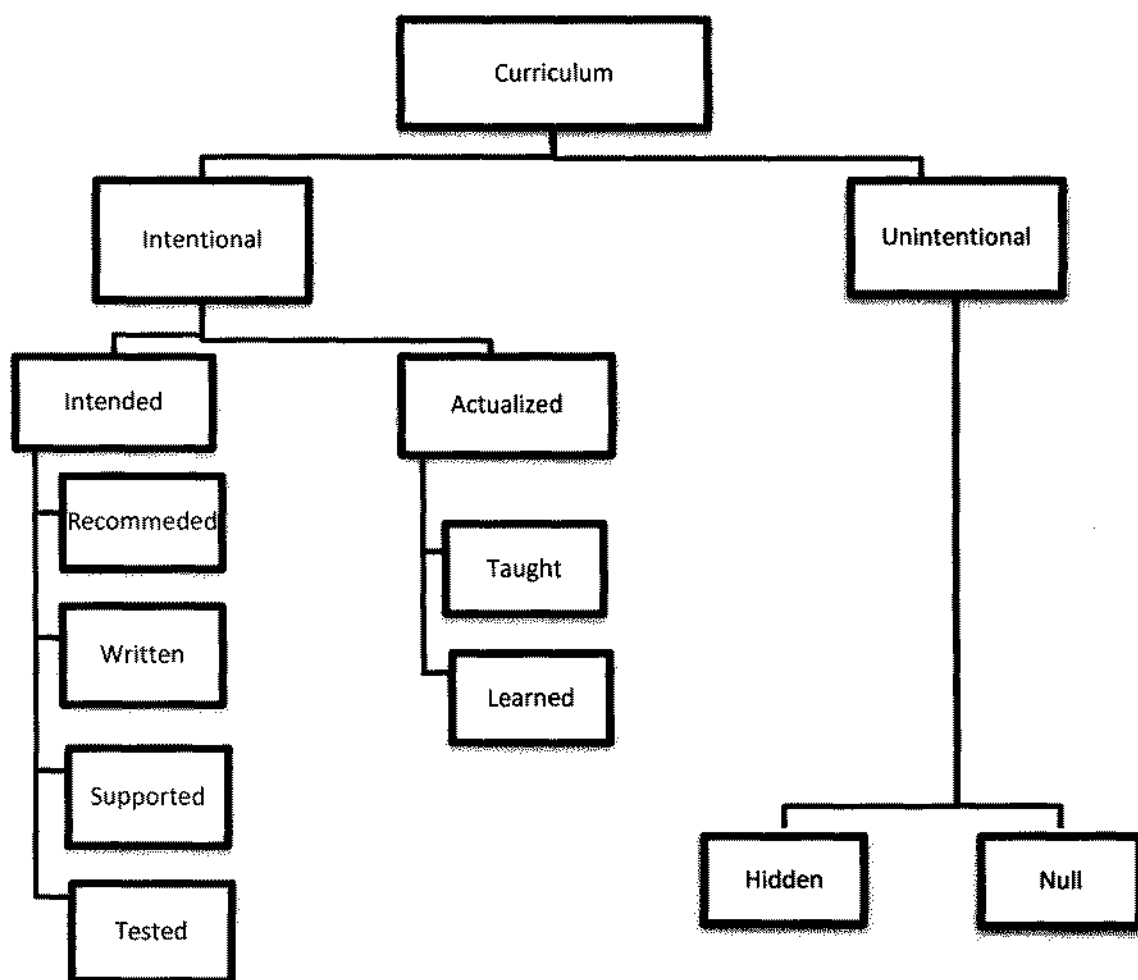 Curriculum
Intentional
Unintentional
Intended
Actualized
Recommeded
Written
Supported
Tested
Taught
Learned
Hidden
Null